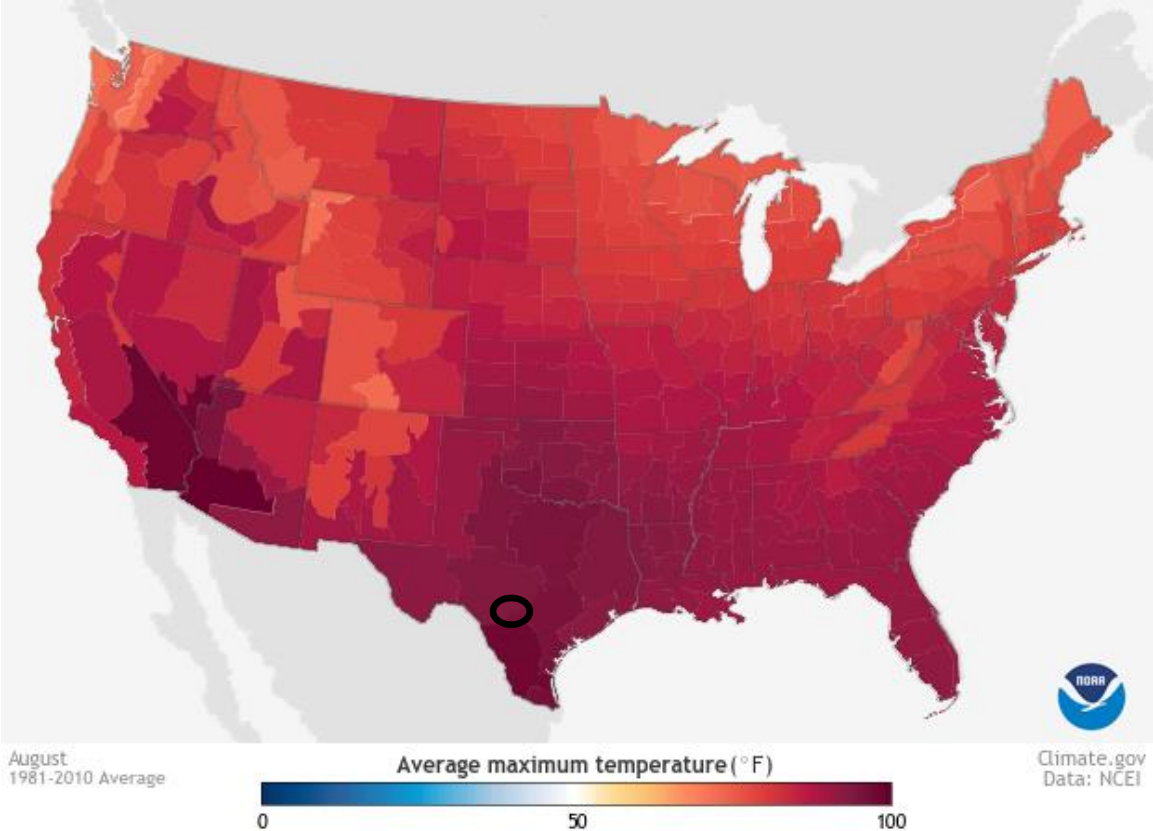 NOAA
August
1981-2010 Average
Average maximum temperature (°F)
0
50
100
Climate.gov
Data: NCEI